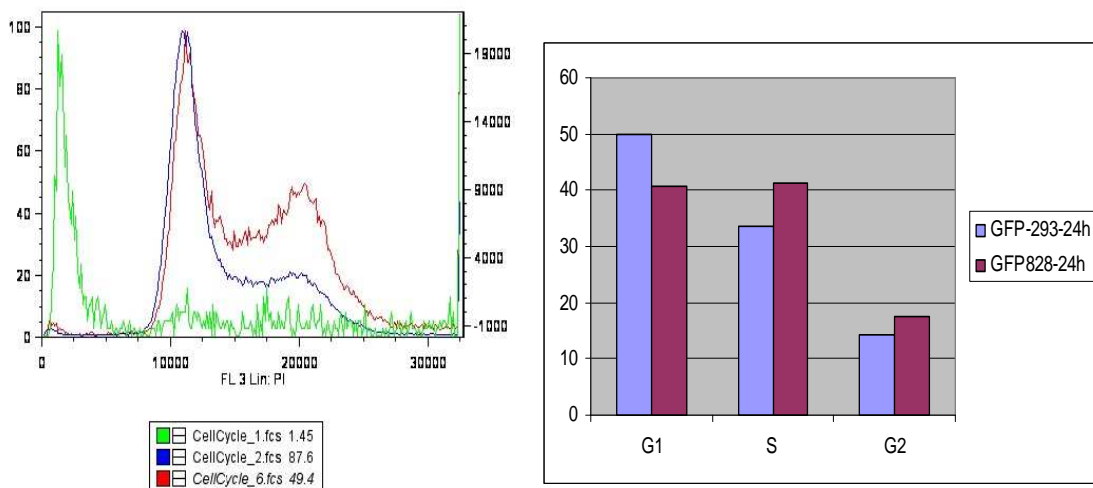 100
80
60
40
20
0
19000
14000
9000
4000
-1000
0 10000 20000 30000
FL 3 Lin: PI
CellCycle_1.fcs 1.45
CellCycle_2.fcs 87.6
CellCycle_6.fcs 49.4
60
50
40
30
20
10
0
G1 S G2
GFP-293-24h
GFP828-24h